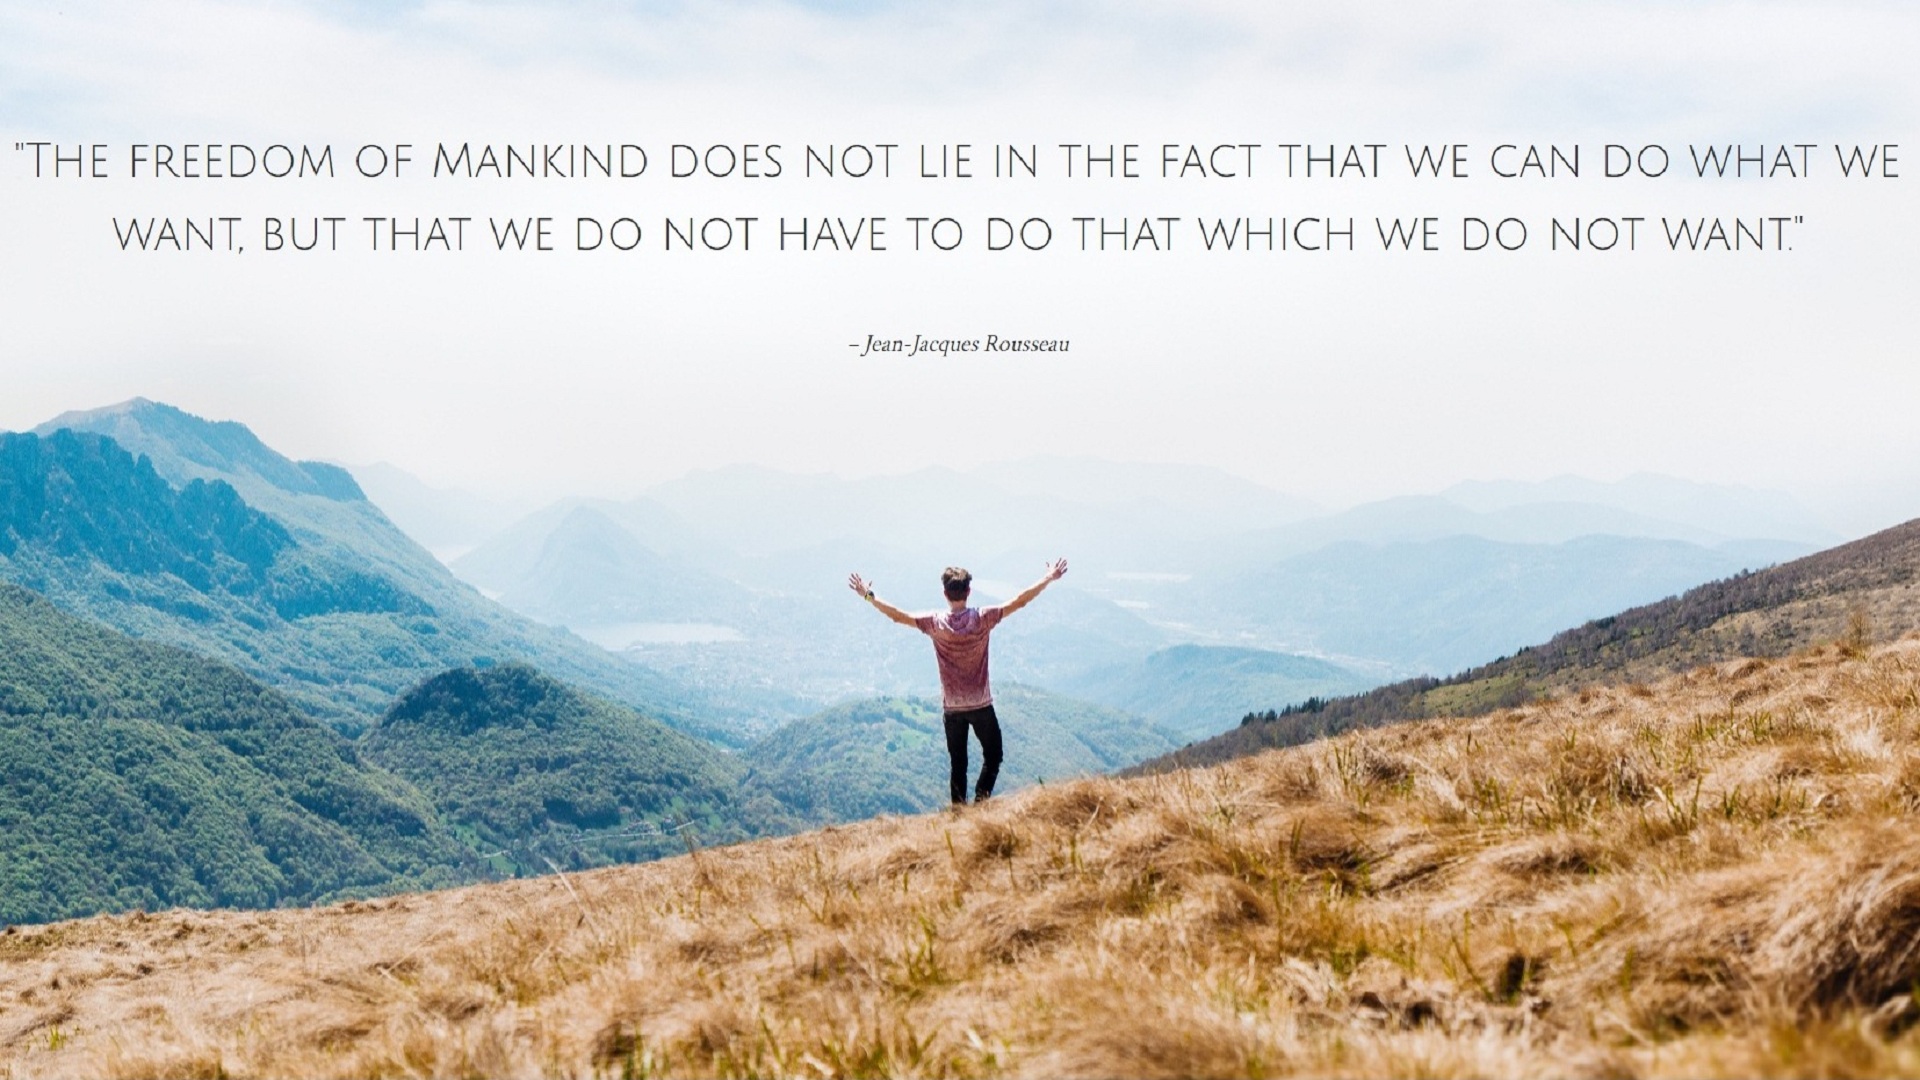 "The freedom of Mankind does not lie in the fact that we can do what we
want, but that we do not have to do that which we do not want."
– Jean-Jacques Rousseau